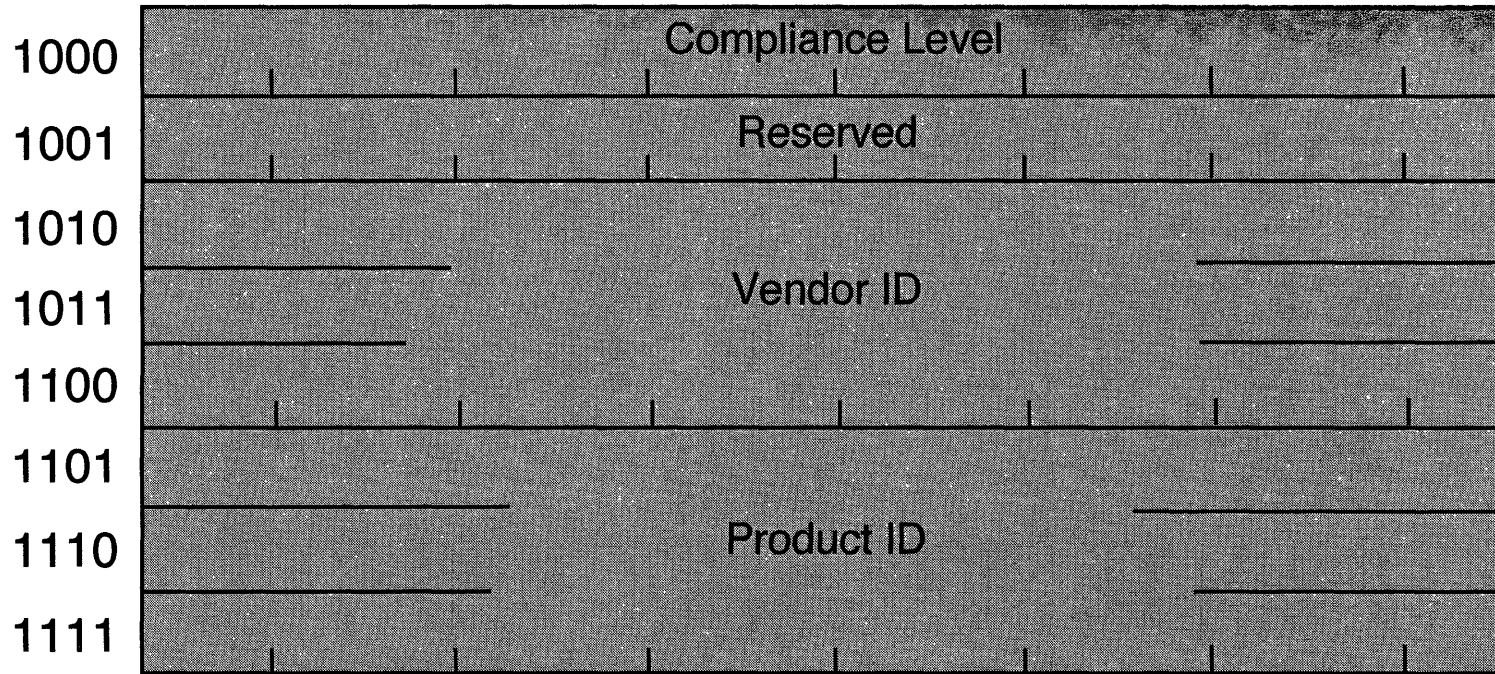 1000 Compliance Level
1001 Reserved
1010
1011 Vendor ID
1100
1101
1110 Product ID
1111